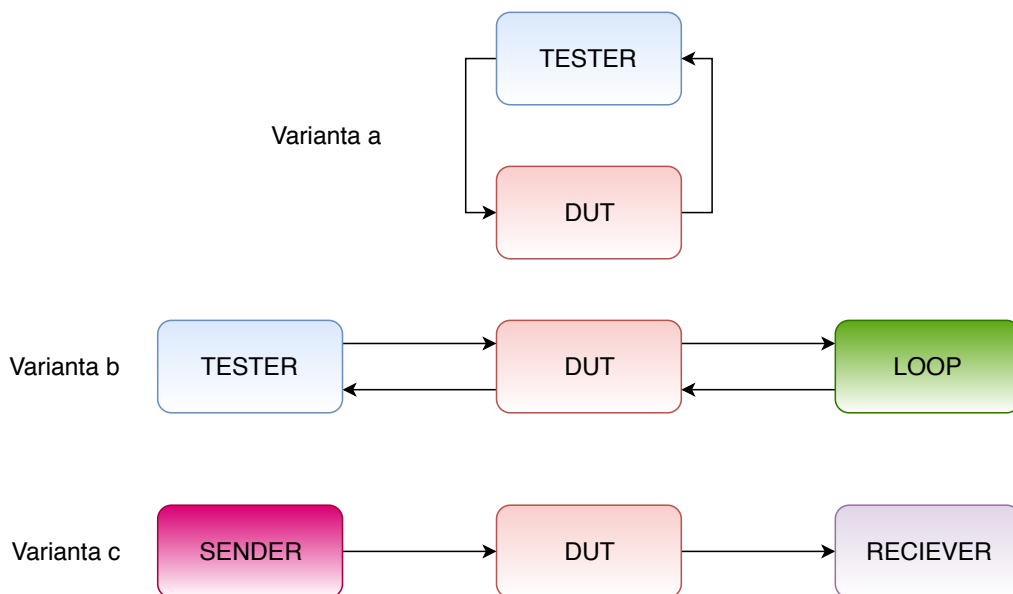 TESTER
Varianta a
DUT
Varianta b
TESTER
DUT
LOOP
Varianta c
SENDER
DUT
RECIEVER